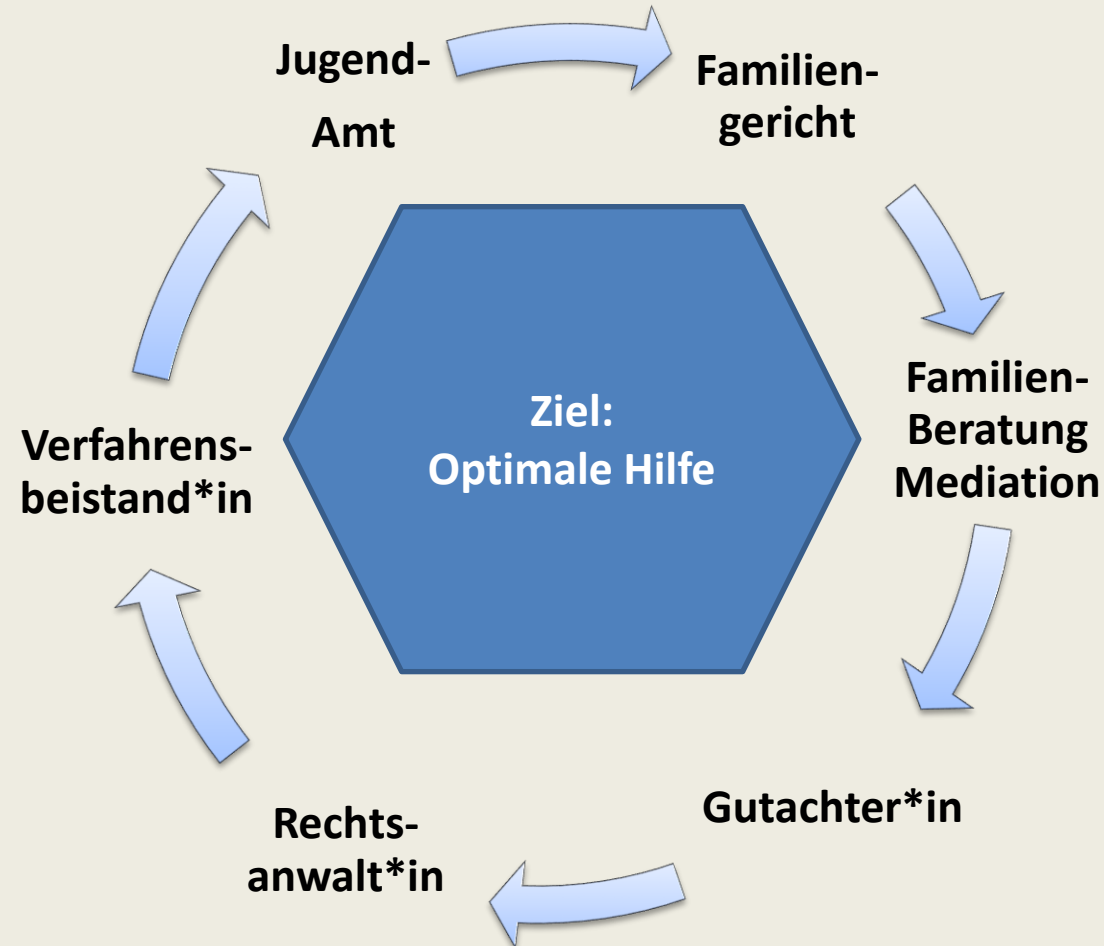 Jugend-
Amt
Familien-
gericht
Familien-
Beratung
Mediation
Gutachter*in
Rechts-
anwalt*in
Verfahrens-
beistand*in
Ziel:
Optimale Hilfe